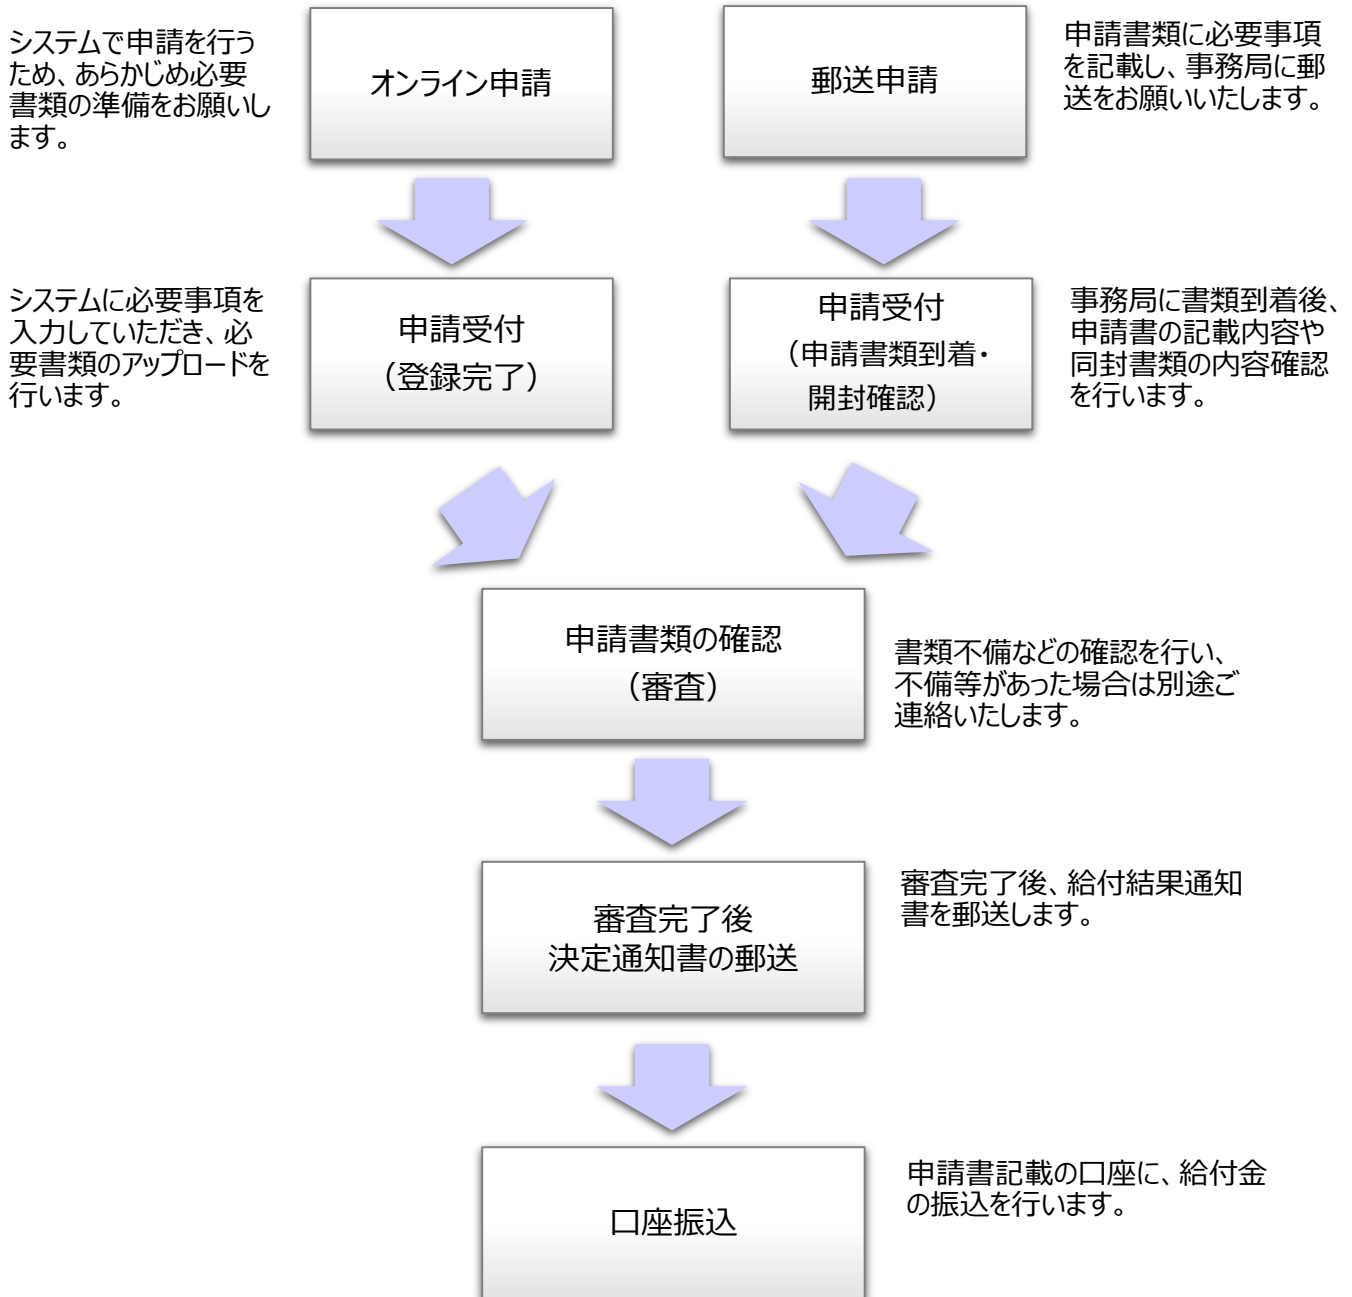 システムで申請を行う
ため、あらかじめ必要
書類の準備をお願いし
ます。
オンライン申請
郵送申請
申請書類に必要事項
を記載し、事務局に郵
送をお願いいたします。
システムに必要事項を
入力していただき、必
要書類のアップロードを
行います。
申請受付
（登録完了）
申請受付
（申請書類到着・
開封確認）
事務局に書類到着後、
申請書の記載内容や
同封書類の内容確認
を行います。
申請書類の確認
（審査）
書類不備などの確認を行い、
不備等があった場合は別途ご
連絡いたします。
審査完了後
決定通知書の郵送
審査完了後、給付結果通知
書を郵送します。
口座振込
申請書記載の口座に、給付金
の振込を行います。